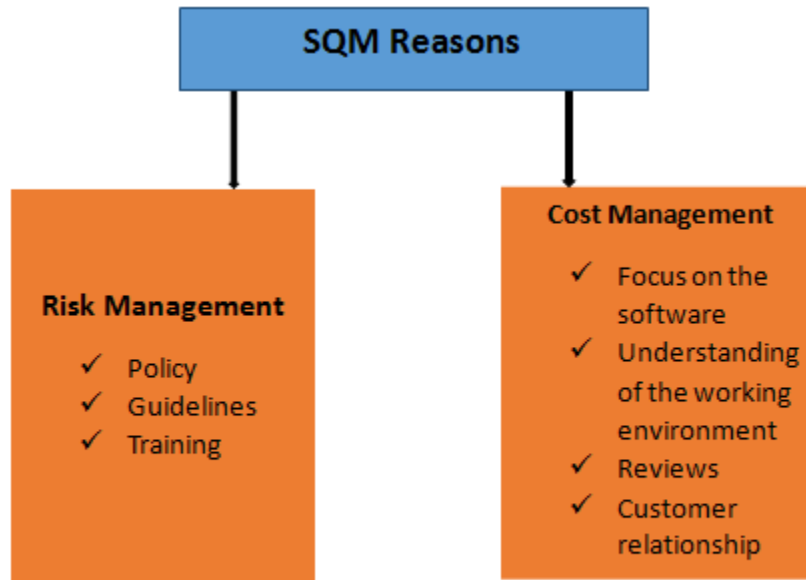 SQM Reasons
Risk Management
✓ Policy
✓ Guidelines
✓ Training
Cost Management
✓ Focus on the
software
✓ Understanding
of the working
environment
✓ Reviews
✓ Customer
relationship